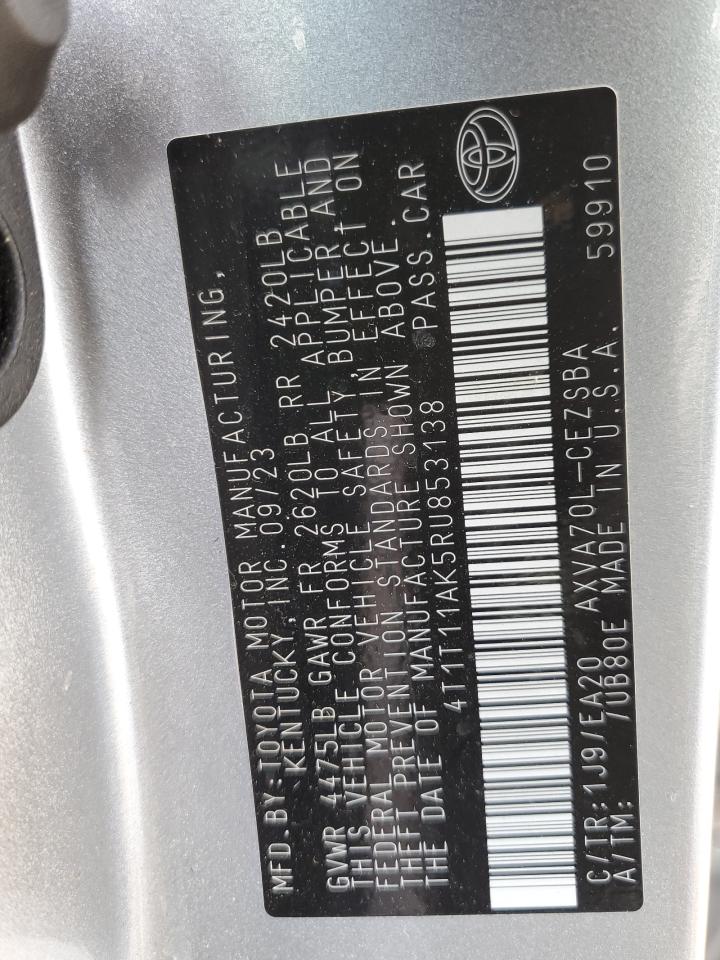 MFD.BY:TOYOTA MOTOR MANUFACTURING,
KENTUCKY,INC.09/23
GVWR 4475LB GAWR FR 2620LB RR 2420LB
THIS VEHICLE CONFORMS TO ALL APPLICABLE
FEDERAL MOTOR VEHICLE SAFETY,BUMPER,AND
THEFT PREVENTION STANDARDS IN EFFECT ON
THE DATE OF MANUFACTURE SHOWN ABOVE.
4T1T11AK5RU853138 PASS.CAR
C/TR:1J9/EA20 AXVA70L-CEZSBA
A/TM: /UB80E MADE IN U.S.A. 59910